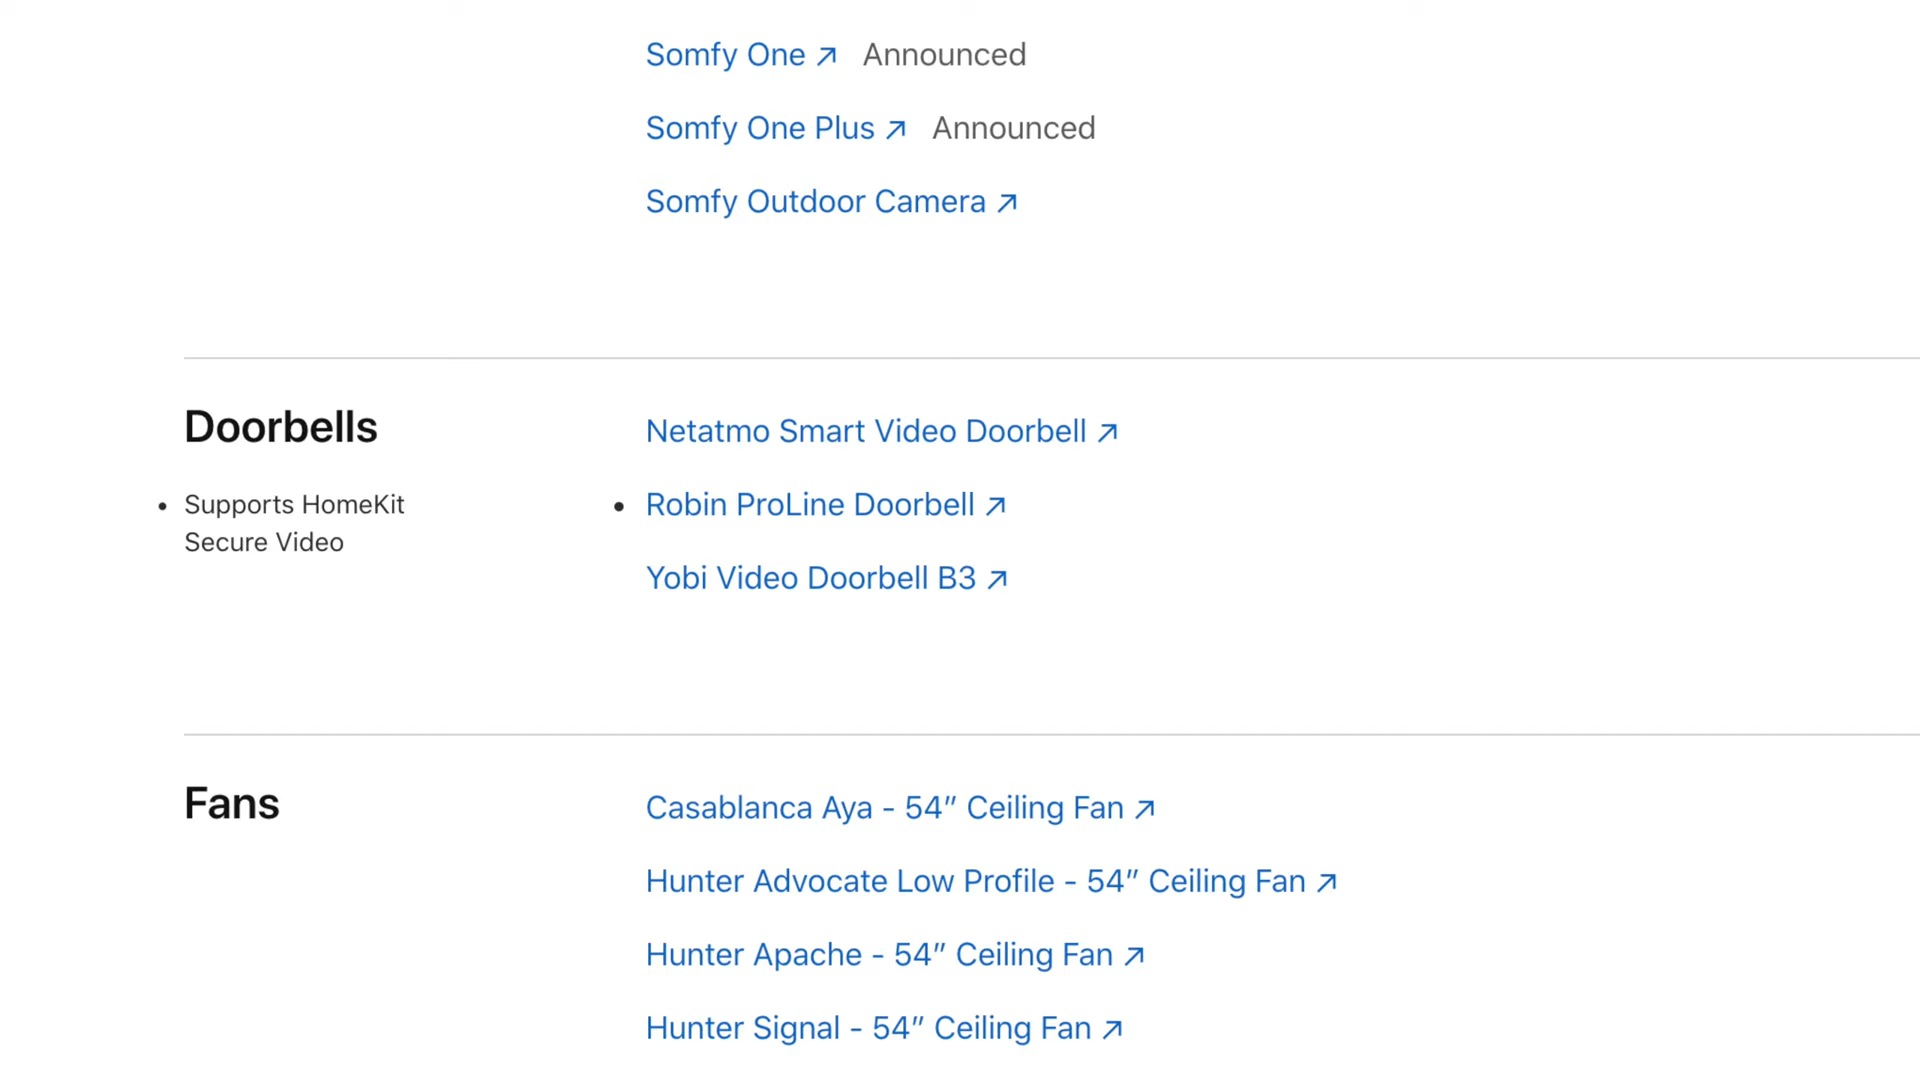 Somfy One ↗ Announced
Somfy One Plus ↗ Announced
Somfy Outdoor Camera ↗
Doorbells
• Supports HomeKit
Secure Video
Netatmo Smart Video Doorbell ↗
• Robin ProLine Doorbell ↗
Yobi Video Doorbell B3 ↗
Fans
Casablanca Aya - 54″ Ceiling Fan ↗
Hunter Advocate Low Profile - 54″ Ceiling Fan ↗
Hunter Apache - 54″ Ceiling Fan ↗
Hunter Signal - 54″ Ceiling Fan ↗